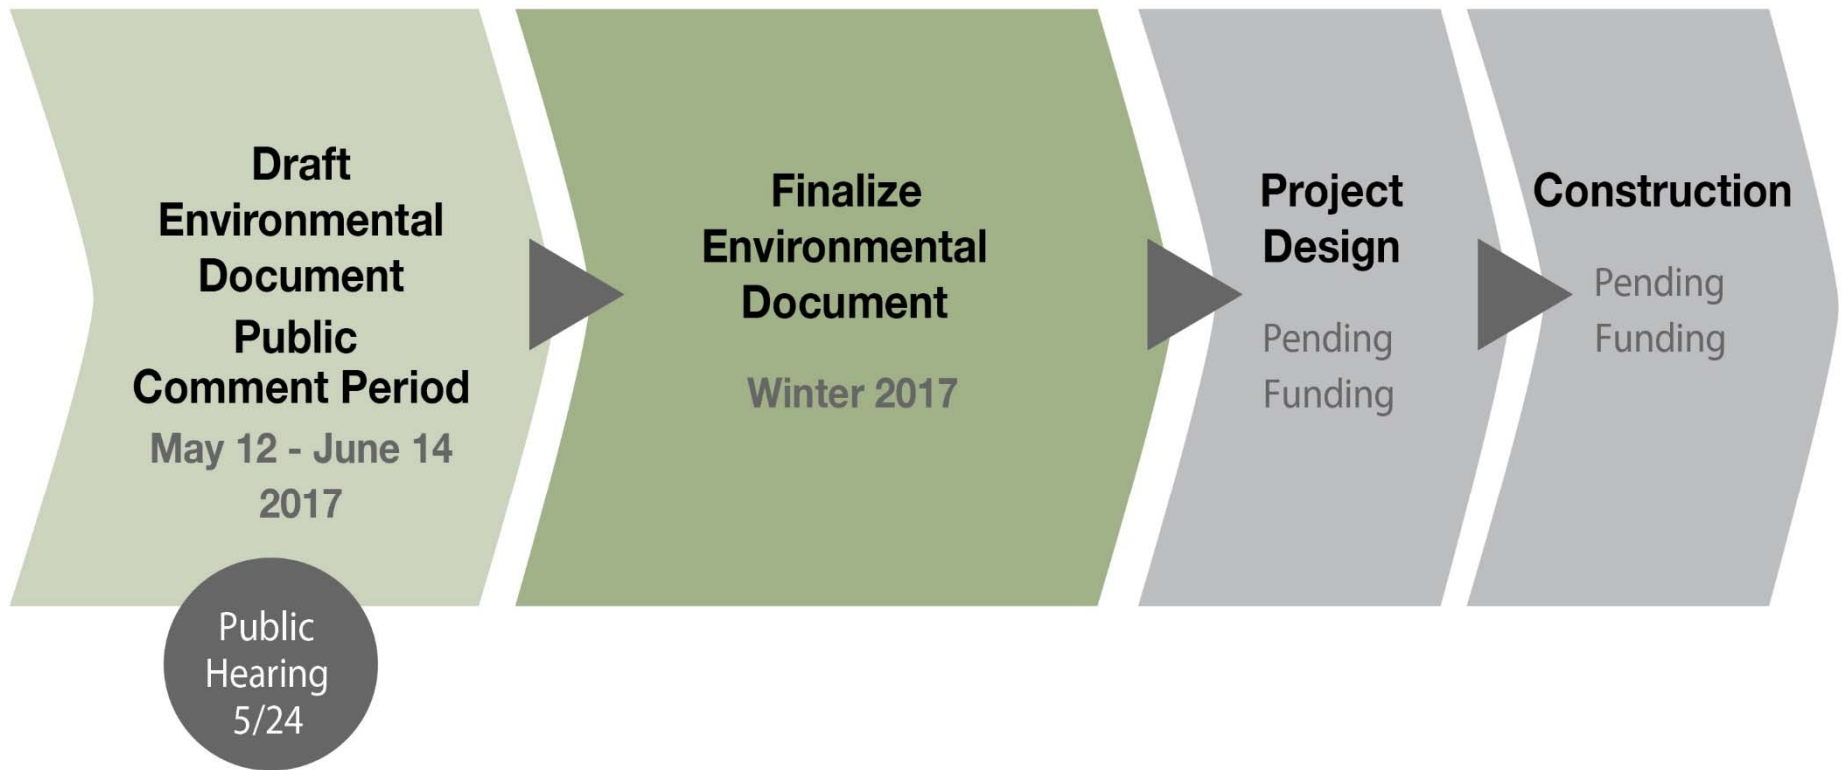 Draft
Environmental
Document
Public
Comment Period
May 12 - June 14
2017
Public
Hearing
5/24
Finalize
Environmental
Document
Winter 2017
Project
Design
Pending
Funding
Construction
Pending
Funding